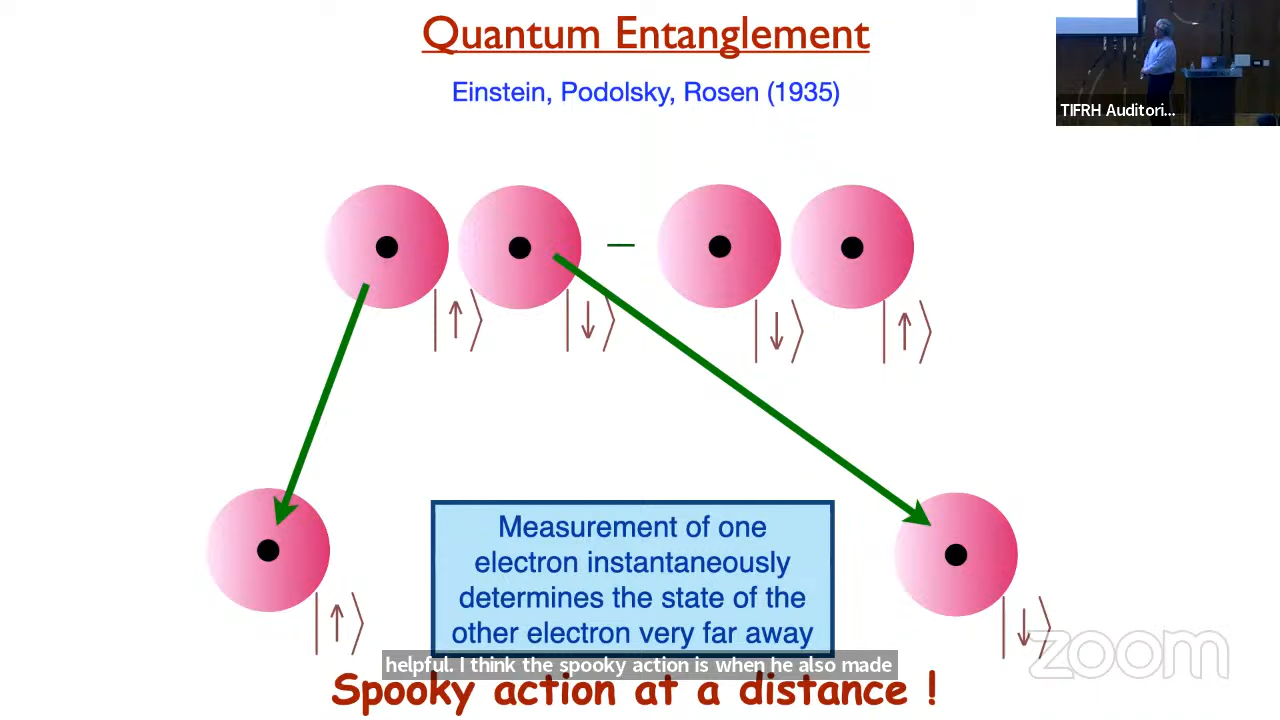 Quantum Entanglement
Einstein, Podolsky, Rosen (1935)
TIFRH Auditori...
—
|↑⟩ |↓⟩ |↓⟩ |↑⟩
Measurement of one
electron instantaneously
determines the state of the
other electron very far away
|↑⟩ |↓⟩
zoom
helpful. I think the spooky action is when he also made
Spooky action at a distance !